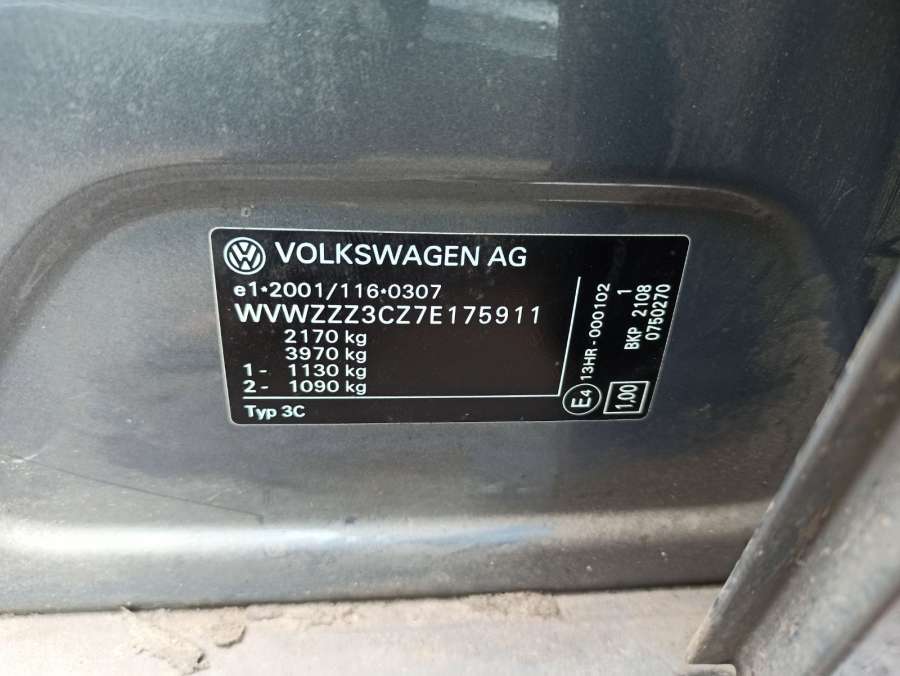 VOLKSWAGEN AG
e1*2001/116*0307
WVWZZZ3CZ7E175911
2170 kg
3970 kg
1 - 1130 kg
2 - 1090 kg
Typ 3C
E4
13HR - 000102
1
BKP 2108
0750270
1,00